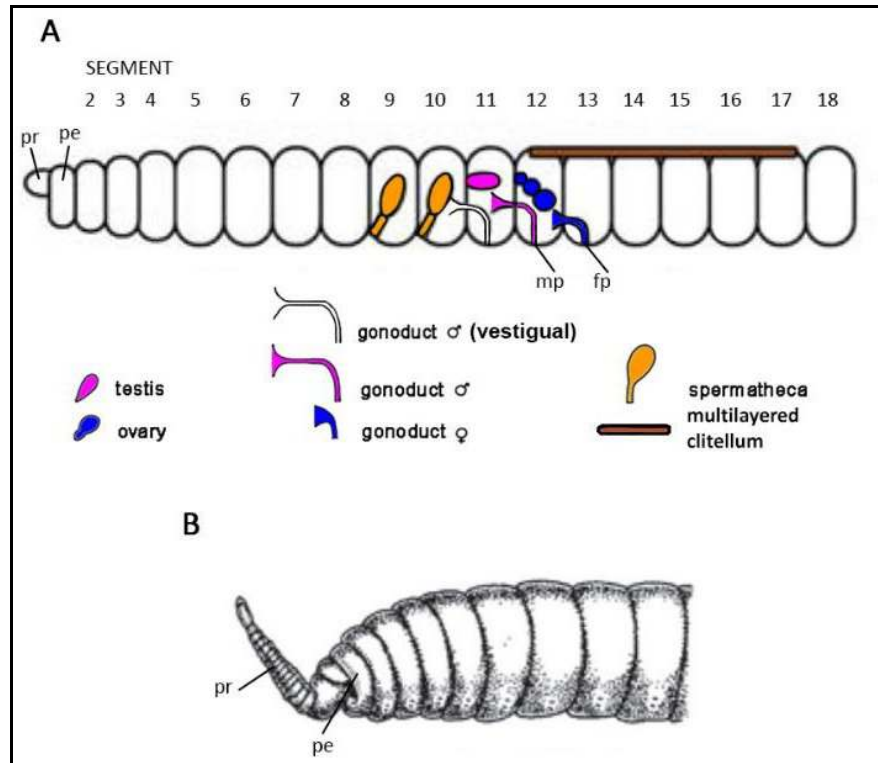 A
SEGMENT
2 3 4 5 6 7 8 9 10 11 12 13 14 15 16 17 18
pr pe
mp fp
gonoduct ♂ (vestigual)
testis
gonoduct ♂
spermatheca
ovary
gonoduct ♀
multilayered
clitellum
B
pr
pe